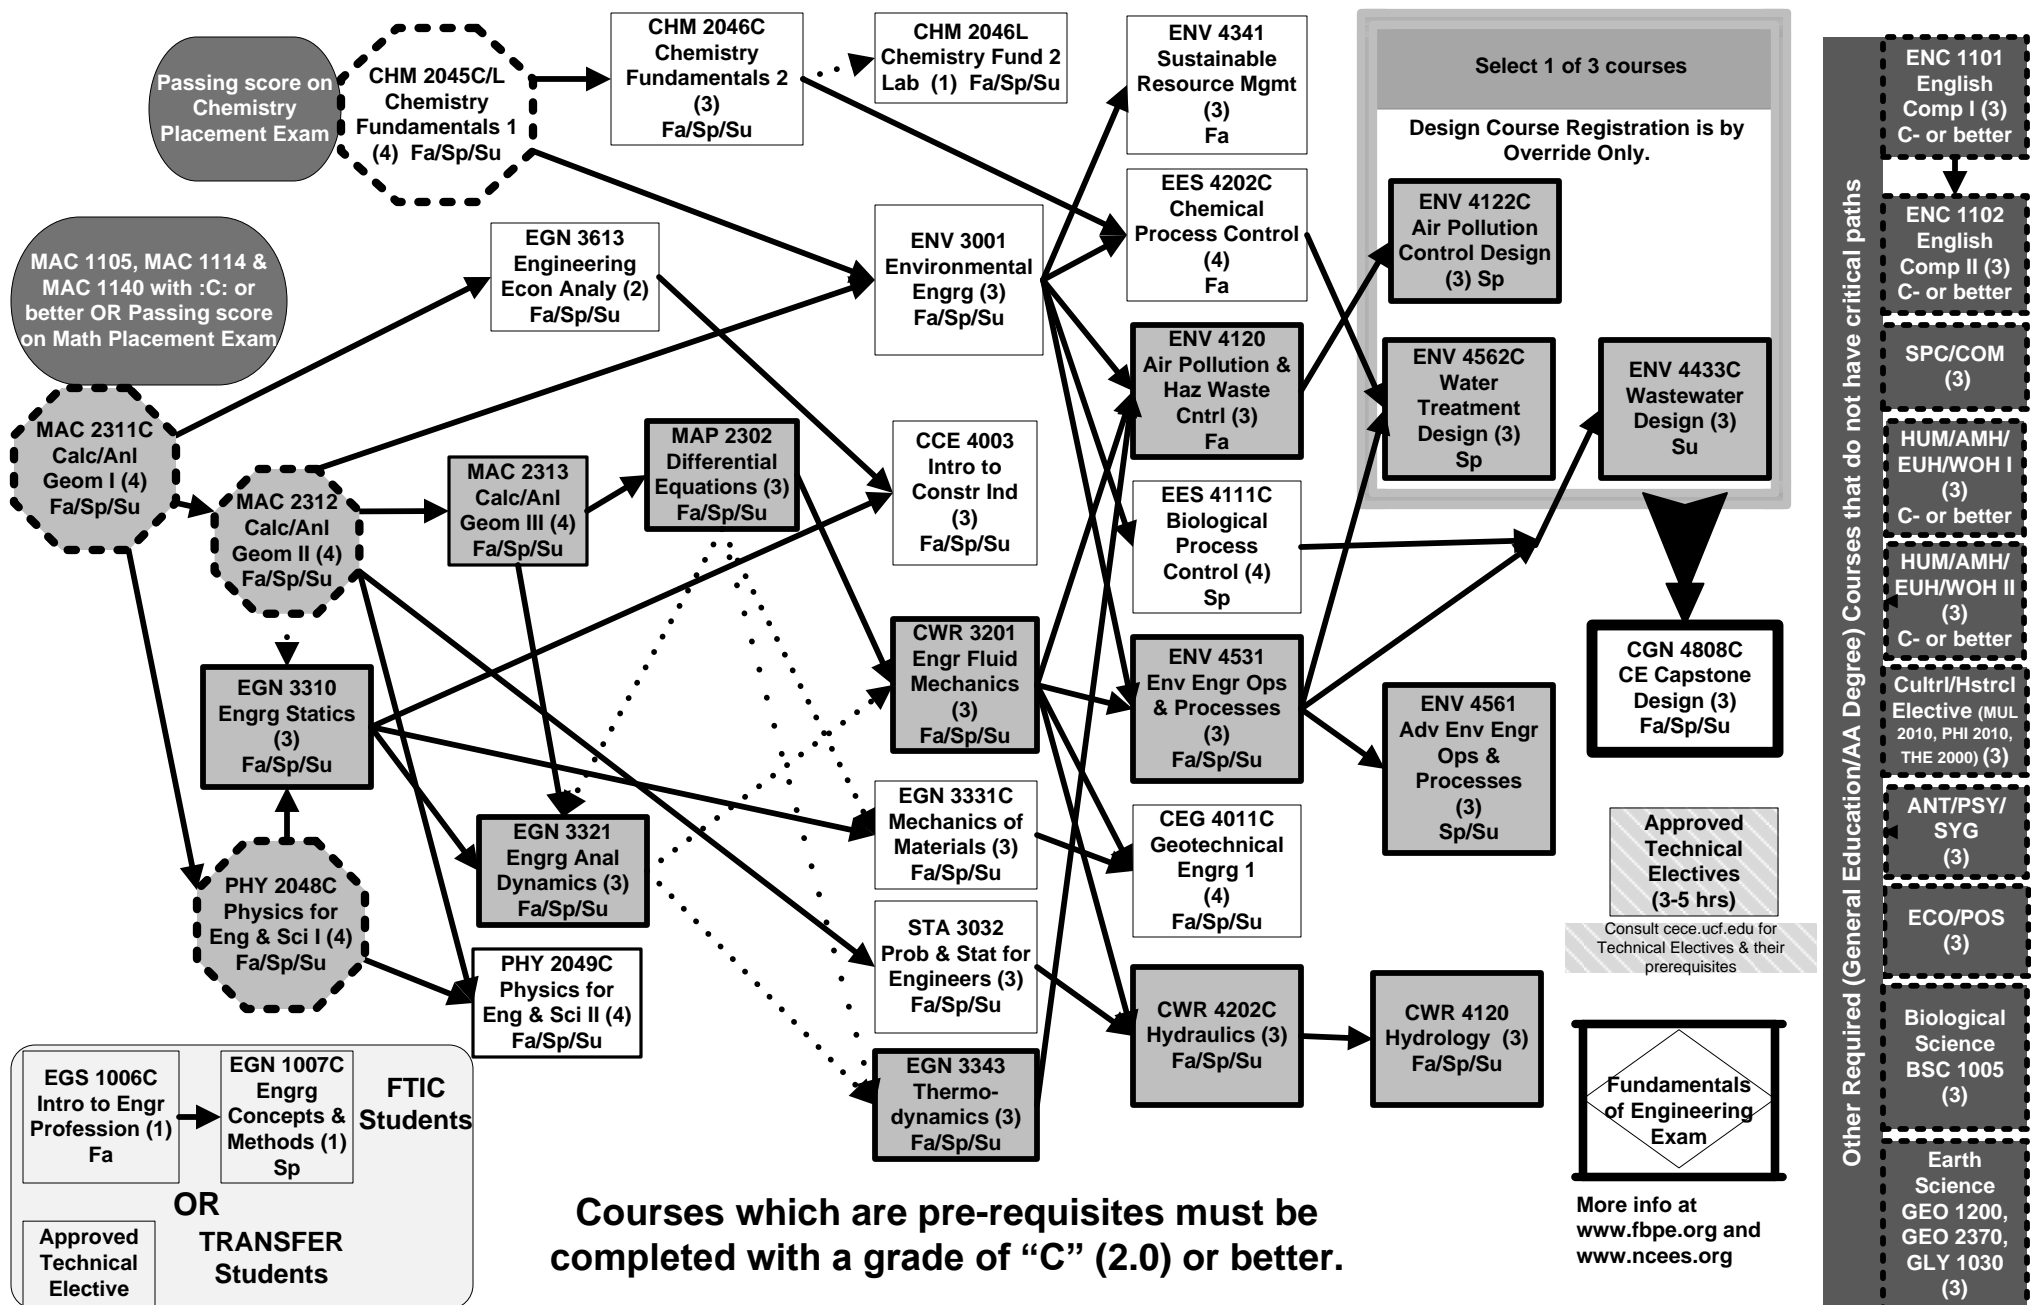 Passing score on
Chemistry
Placement Exam
CHM 2045C/L
Chemistry
Fundamentals 1
(4)  Fa/Sp/Su
CHM 2046C
Chemistry
Fundamentals 2
(3)
Fa/Sp/Su
CHM 2046L
Chemistry Fund 2
Lab  (1)  Fa/Sp/Su
ENV 4341
Sustainable
Resource Mgmt
(3)
Fa
Select 1 of 3 courses
Design Course Registration is by
Override Only.
MAC 1105, MAC 1114 &
MAC 1140 with :C: or
better OR Passing score
on Math Placement Exam
EGN 3613
Engineering
Econ Analy (2)
Fa/Sp/Su
ENV 3001
Environmental
Engrg (3)
Fa/Sp/Su
EES 4202C
Chemical
Process Control
(4)
Fa
ENV 4122C
Air Pollution
Control Design
(3) Sp
MAC 2311C
Calc/Anl
Geom I (4)
Fa/Sp/Su
MAC 2312
Calc/Anl
Geom II (4)
Fa/Sp/Su
MAC 2313
Calc/Anl
Geom III (4)
Fa/Sp/Su
MAP 2302
Differential
Equations (3)
Fa/Sp/Su
CCE 4003
Intro to
Constr Ind
(3)
Fa/Sp/Su
ENV 4120
Air Pollution &
Haz Waste
Cntrl (3)
Fa
ENV 4562C
Water
Treatment
Design (3)
Sp
ENV 4433C
Wastewater
Design (3)
Su
EES 4111C
Biological
Process
Control (4)
Sp
EGN 3310
Engrg Statics
(3)
Fa/Sp/Su
CWR 3201
Engr Fluid
Mechanics
(3)
Fa/Sp/Su
ENV 4531
Env Engr Ops
& Processes
(3)
Fa/Sp/Su
ENV 4561
Adv Env Engr
Ops &
Processes
(3)
Sp/Su
CGN 4808C
CE Capstone
Design (3)
Fa/Sp/Su
PHY 2048C
Physics for
Eng & Sci I (4)
Fa/Sp/Su
EGN 3321
Engrg Anal
Dynamics (3)
Fa/Sp/Su
EGN 3331C
Mechanics of
Materials (3)
Fa/Sp/Su
CEG 4011C
Geotechnical
Engrg 1
(4)
Fa/Sp/Su
Approved
Technical
Electives
(3-5 hrs)
Consult cece.ucf.edu for
Technical Electives & their
prerequisites
PHY 2049C
Physics for
Eng & Sci II (4)
Fa/Sp/Su
STA 3032
Prob & Stat for
Engineers (3)
Fa/Sp/Su
CWR 4202C
Hydraulics (3)
Fa/Sp/Su
CWR 4120
Hydrology  (3)
Fa/Sp/Su
EGN 3343
Thermo-
dynamics (3)
Fa/Sp/Su
Fundamentals
of Engineering
Exam
More info at
www.fbpe.org and
www.ncees.org
EGS 1006C
Intro to Engr
Profession (1)
Fa
EGN 1007C
Engrg
Concepts &
Methods (1)
Sp
FTIC
Students
OR
Approved
Technical
Elective
TRANSFER
Students
Courses which are pre-requisites must be
completed with a grade of “C” (2.0) or better.
Other Required (General Education/AA Degree) Courses that do not have critical paths
ENC 1101
English
Comp I (3)
C- or better
ENC 1102
English
Comp II (3)
C- or better
SPC/COM
(3)
HUM/AMH/
EUH/WOH I
(3)
C- or better
HUM/AMH/
EUH/WOH II
(3)
C- or better
Cultrl/Hstrcl
Elective (MUL
2010, PHI 2010,
THE 2000) (3)
ANT/PSY/
SYG
(3)
ECO/POS
(3)
Biological
Science
BSC 1005
(3)
Earth
Science
GEO 1200,
GEO 2370,
GLY 1030
(3)